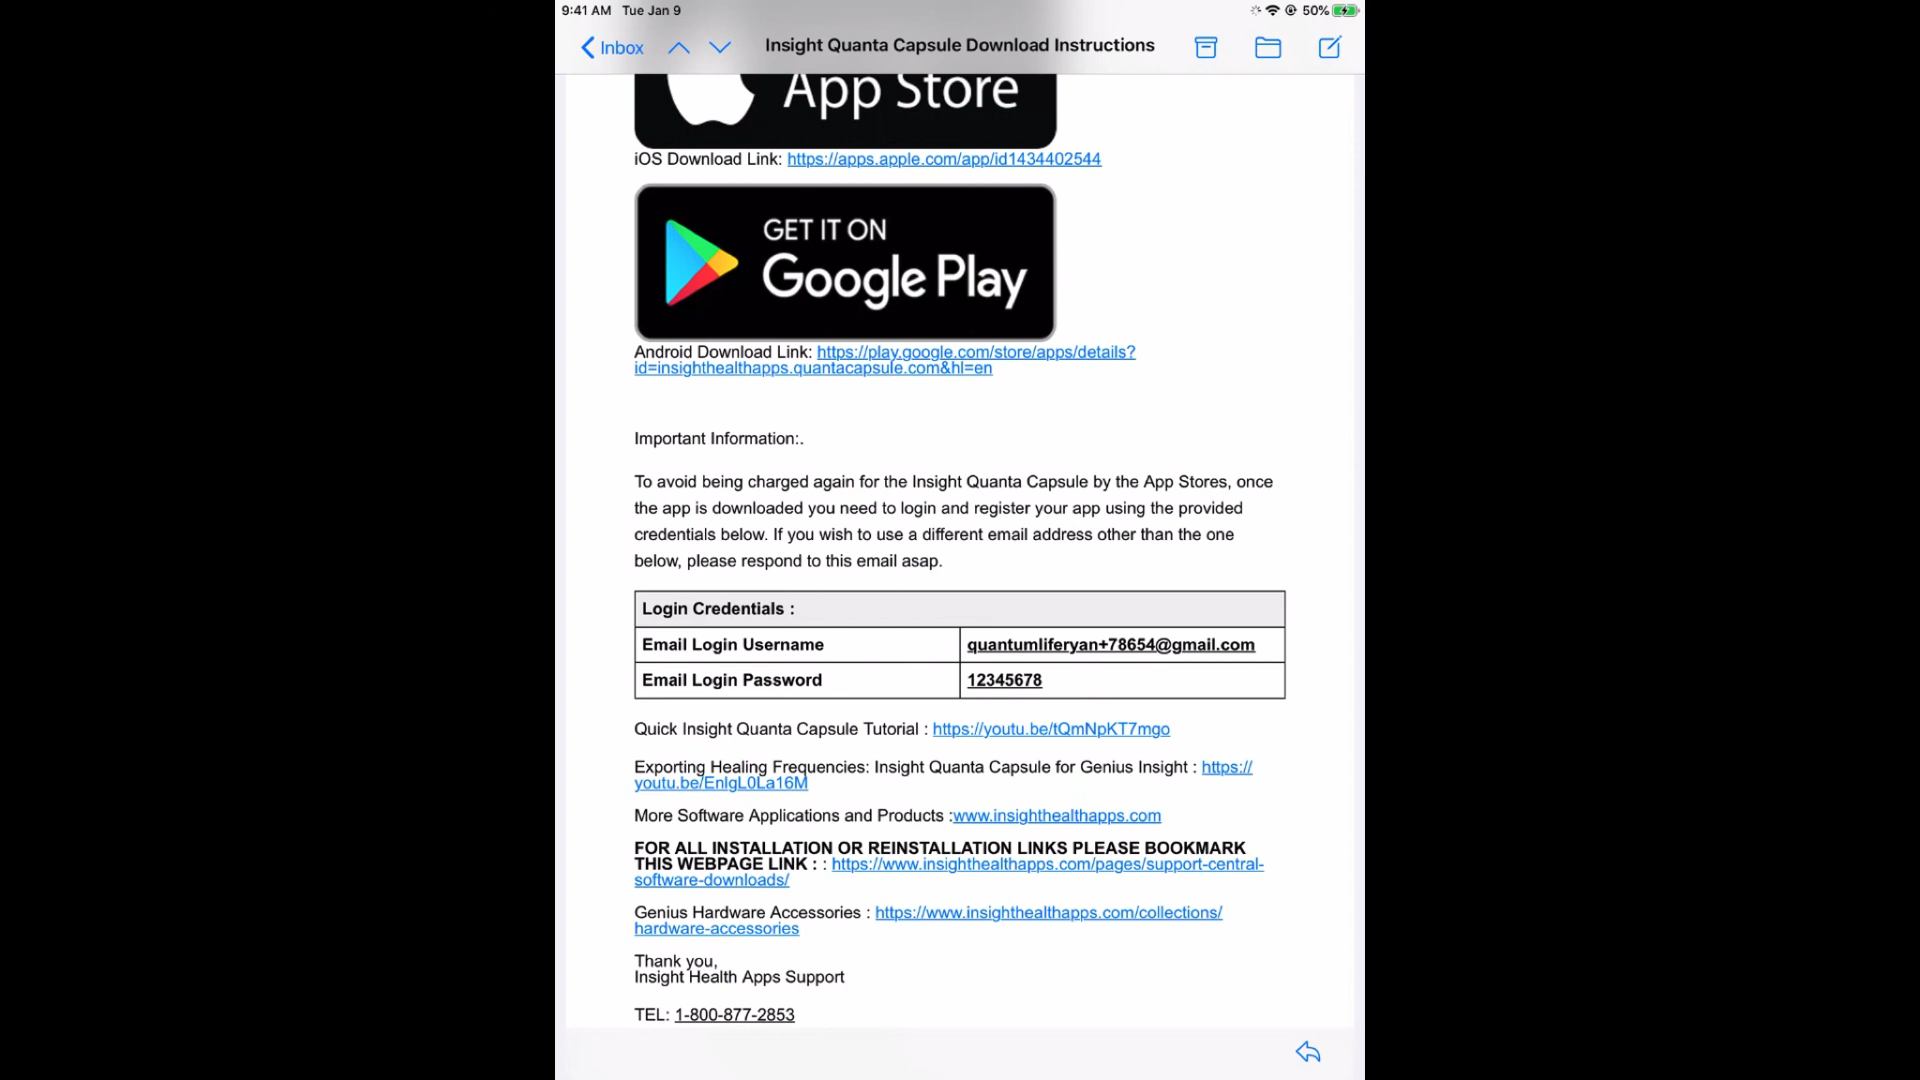 9:41 AM Tue Jan 9
50%
Inbox
Insight Quanta Capsule Download Instructions
App Store
iOS Download Link: https://apps.apple.com/app/id1434402544
GET IT ON
Google Play
Android Download Link: https://play.google.com/store/apps/details?
id=insighthealthapps.quantacapsule.com&hl=en
Important Information:.
To avoid being charged again for the Insight Quanta Capsule by the App Stores, once
the app is downloaded you need to login and register your app using the provided
credentials below. If you wish to use a different email address other than the one
below, please respond to this email asap.
Login Credentials :
Email Login Username quantumliferyan+78654@gmail.com
Email Login Password 12345678
Quick Insight Quanta Capsule Tutorial : https://youtu.be/tQmNpKT7mgo
Exporting Healing Frequencies: Insight Quanta Capsule for Genius Insight : https://
youtu.be/EnlgL0La16M
More Software Applications and Products :www.insighthealthapps.com
FOR ALL INSTALLATION OR REINSTALLATION LINKS PLEASE BOOKMARK
THIS WEBPAGE LINK : : https://www.insighthealthapps.com/pages/support-central-
software-downloads/
Genius Hardware Accessories : https://www.insighthealthapps.com/collections/
hardware-accessories
Thank you,
Insight Health Apps Support
TEL: 1-800-877-2853